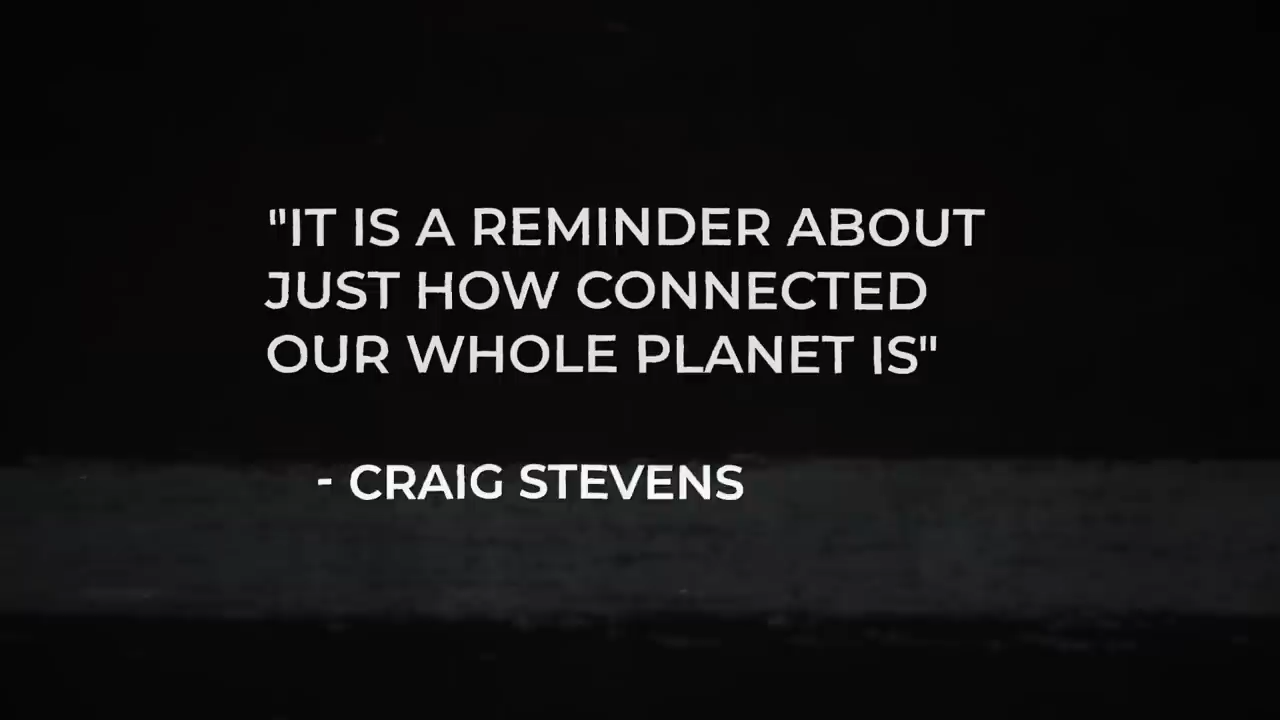 "IT IS A REMINDER ABOUT
JUST HOW CONNECTED
OUR WHOLE PLANET IS"
- CRAIG STEVENS